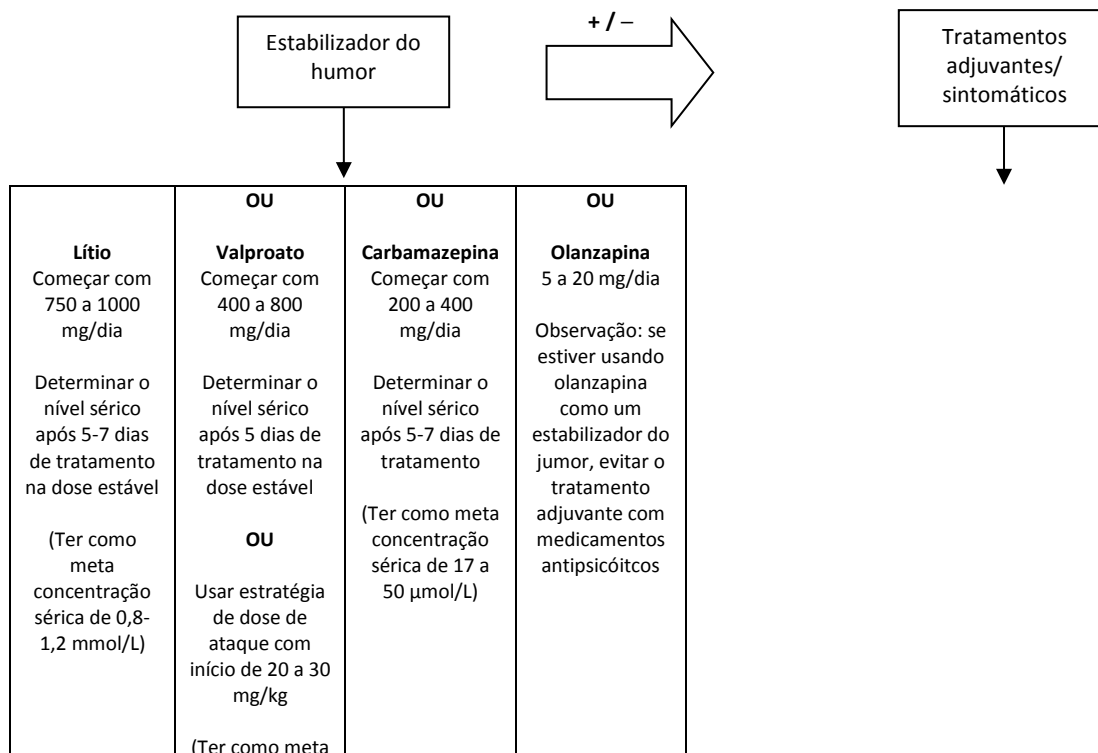 Estabilizador do
humor
+ / –
Tratamentos
adjuvantes/
sintomáticos
Lítio
Começar com
750 a 1000
mg/dia
Determinar o
nível sérico
após 5-7 dias
de tratamento
na dose estável
(Ter como
meta
concentração
sérica de 0,8-
1,2 mmol/L)
OU
Valproato
Começar com
400 a 800
mg/dia
Determinar o
nível sérico
após 5 dias de
tratamento na
dose estável
OU
Usar estratégia
de dose de
ataque com
início de 20 a 30
mg/kg
(Ter como meta
OU
Carbamazepina
Começar com
200 a 400
mg/dia
Determinar o
nível sérico
após 5-7 dias de
tratamento
(Ter como meta
concentração
sérica de 17 a
50 µmol/L)
OU
Olanzapina
5 a 20 mg/dia
Observação: se
estiver usando
olanzapina
como um
estabilizador do
jumor, evitar o
tratamento
adjuvante com
medicamentos
antipsicóitcos